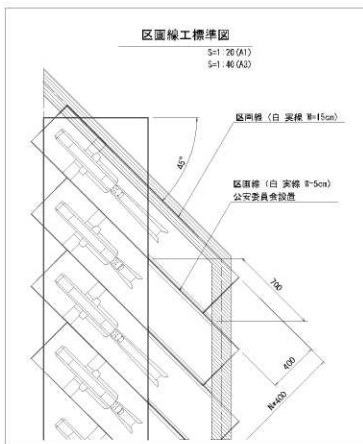 区画線工標準図
S=1:20(A1)
S=1:40(A3)
区画線(白 実線 W=15cm)
45°
区画線(白 実線 W=5cm)
公安委員会設置
700
400
N*400